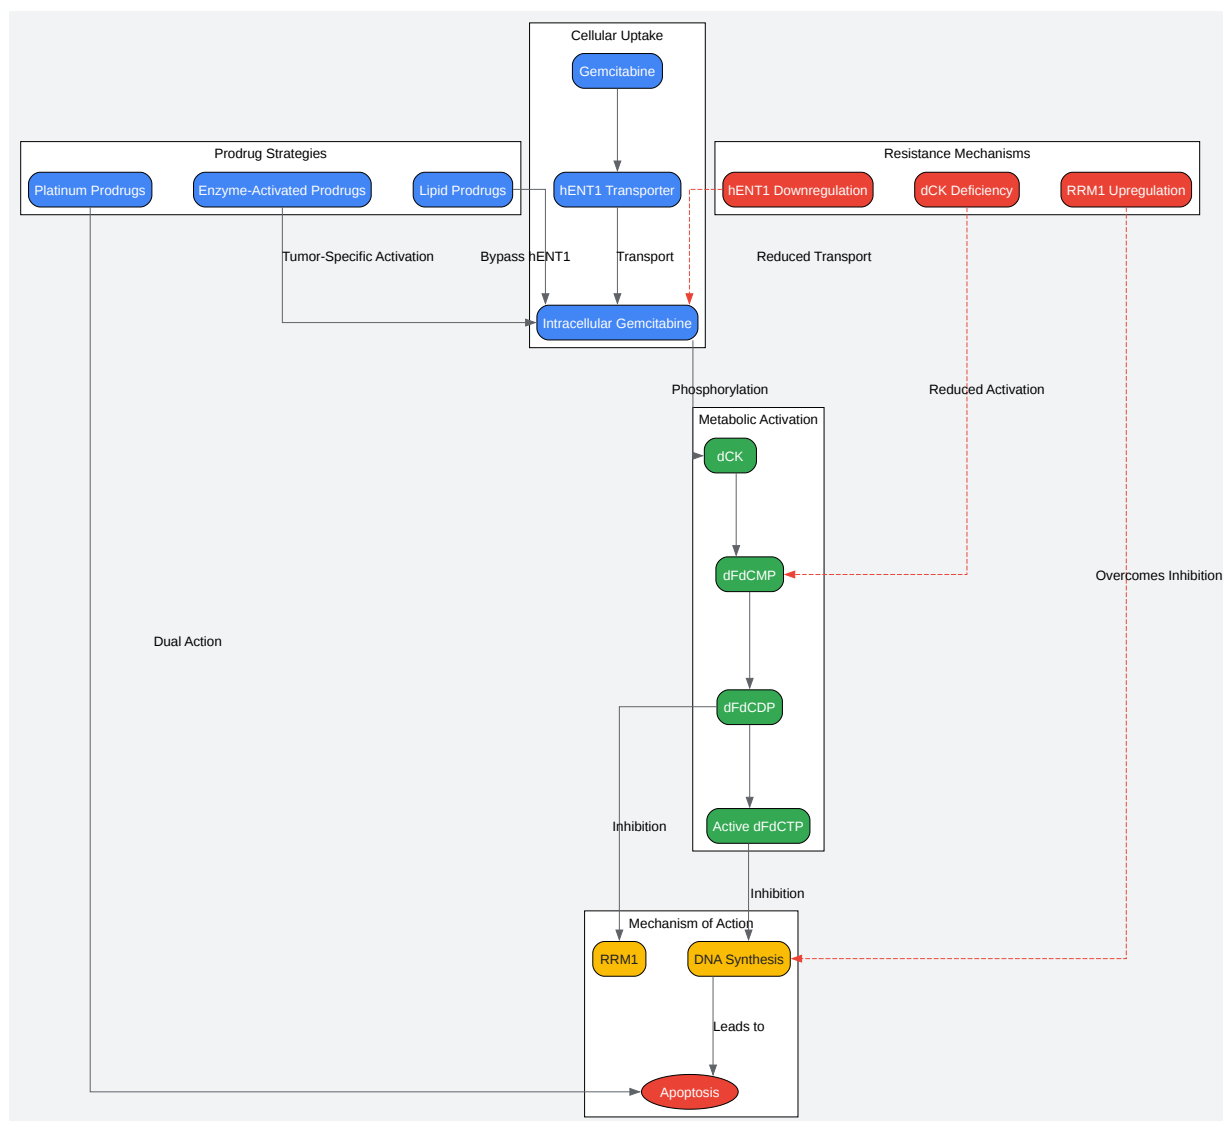 Cellular Uptake
Gemcitabine
Prodrug Strategies
Resistance Mechanisms
Platinum Prodrugs
Enzyme-Activated Prodrugs
Lipid Prodrugs
hENT1 Transporter
hENT1 Downregulation
dCK Deficiency
RRM1 Upregulation
Tumor-Specific Activation
Bypass hENT1
Transport
Reduced Transport
Intracellular Gemcitabine
Phosphorylation
Reduced Activation
Metabolic Activation
dCK
dFdCMP
Overcomes Inhibition
Dual Action
dFdCDP
Active dFdCTP
Inhibition
Inhibition
Mechanism of Action
RRM1
DNA Synthesis
Leads to
Apoptosis